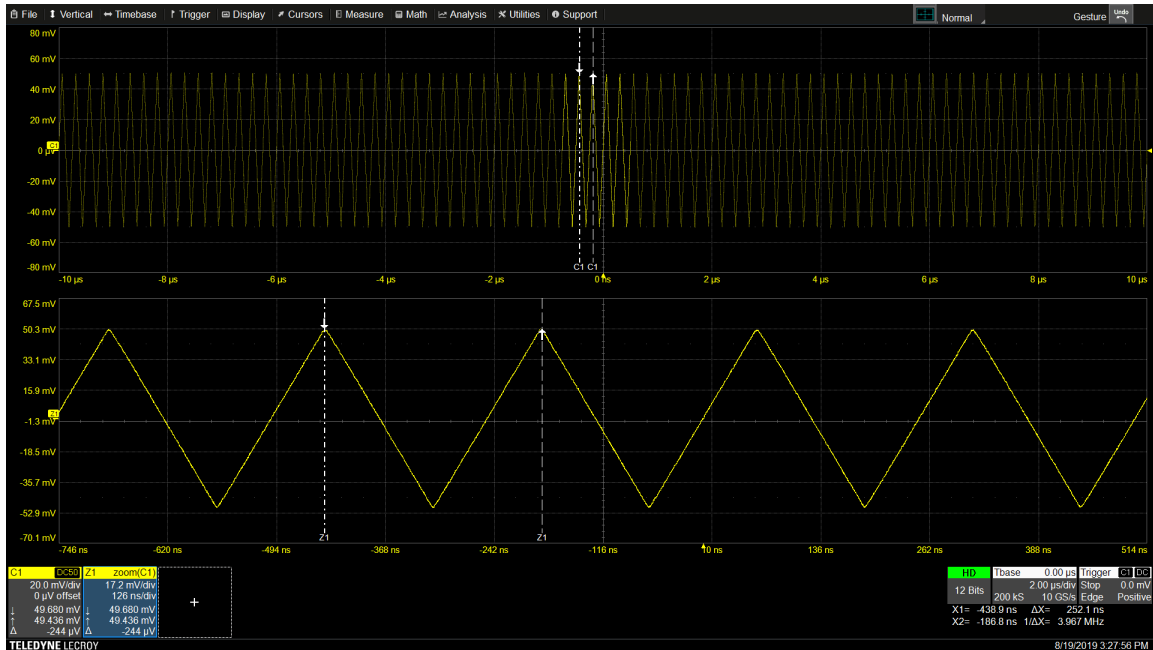 File Vertical Timebase Trigger Display Cursors Measure Math Analysis Utilities Support Normal Gesture Undo
80 mV
60 mV
40 mV
20 mV
C1
0 µV
-20 mV
-40 mV
-60 mV
-80 mV
C1 C1
-10 µs -8 µs -6 µs -4 µs -2 µs 0 ns 2 µs 4 µs 6 µs 8 µs 10 µs
67.5 mV
50.3 mV
33.1 mV
15.9 mV
Z1
-1.3 mV
-18.5 mV
-35.7 mV
-52.9 mV
-70.1 mV
Z1 Z1
-746 ns -620 ns -494 ns -368 ns -242 ns -116 ns 10 ns 136 ns 262 ns 388 ns 514 ns
C1 DC50 Z1 zoom(C1) HD Tbase 0.00 µs Trigger C1 DC
20.0 mV/div 17.2 mV/div 2.00 µs/div Stop 0.0 mV
0 µV offset 126 ns/div 12 Bits 200 kS 10 GS/s Edge Positive
↓ 49.680 mV ↓ 49.680 mV + X1= -438.9 ns ΔX= 252.1 ns
↑ 49.436 mV ↑ 49.436 mV X2= -186.8 ns 1/ΔX= 3.967 MHz
Δ -244 µV Δ -244 µV
TELEDYNE LECROY 8/19/2019 3:27:56 PM